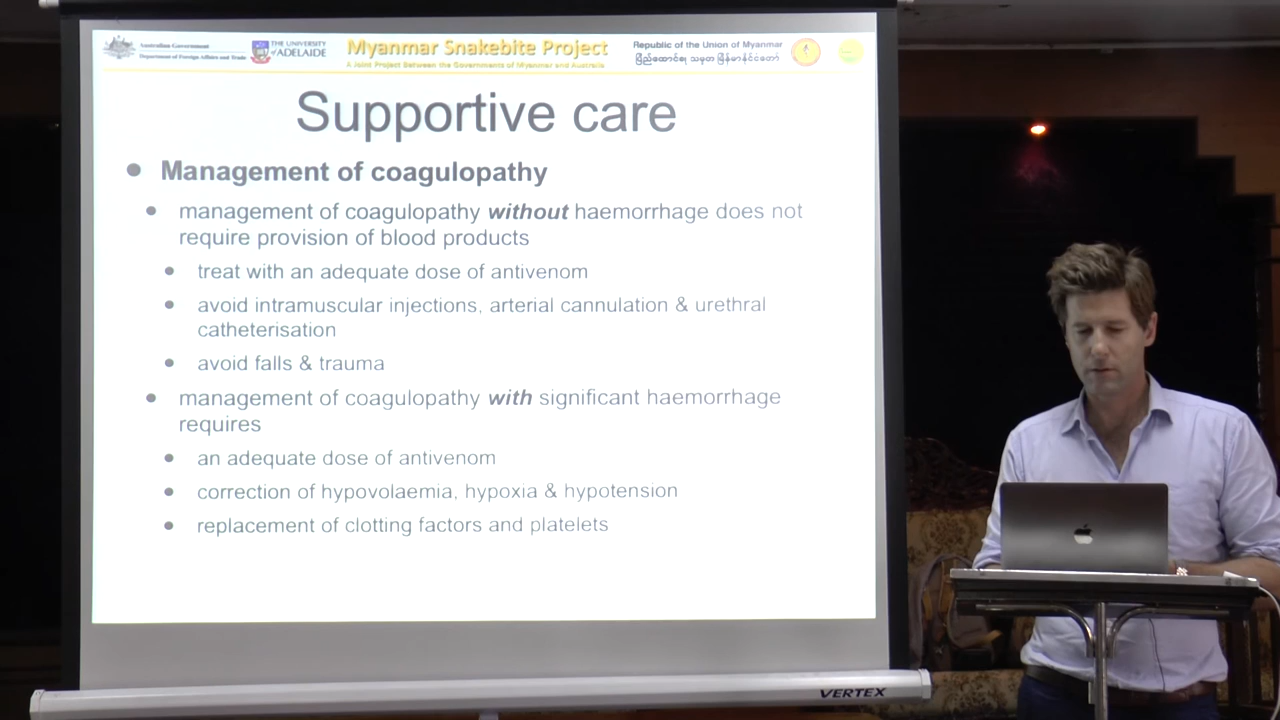 Australian Government
Department of Foreign Affairs and Trade
THE UNIVERSITY
of ADELAIDE
Myanmar Snakebite Project
A Joint Project Between the Governments of Myanmar and Australia
Republic of the Union of Myanmar
Supportive care
Management of coagulopathy
management of coagulopathy without haemorrhage does not
require provision of blood products
treat with an adequate dose of antivenom
avoid intramuscular injections, arterial cannulation & urethral
catheterisation
avoid falls & trauma
management of coagulopathy with significant haemorrhage
requires
an adequate dose of antivenom
correction of hypovolaemia, hypoxia & hypotension
replacement of clotting factors and platelets
VERTEX